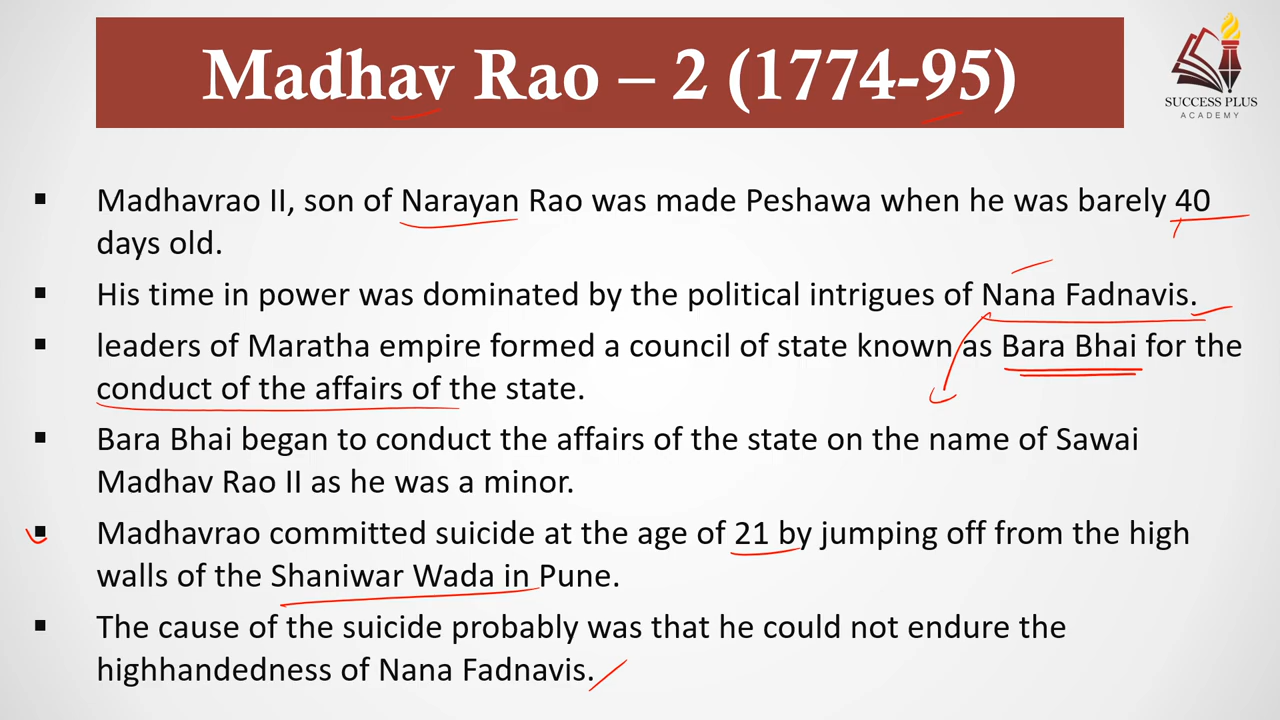 Madhav Rao – 2 (1774-95)
SUCCESS PLUS
ACADEMY
▪ Madhavrao II, son of Narayan Rao was made Peshawa when he was barely 40
days old.
▪ His time in power was dominated by the political intrigues of Nana Fadnavis.
▪ leaders of Maratha empire formed a council of state known as Bara Bhai for the
conduct of the affairs of the state.
▪ Bara Bhai began to conduct the affairs of the state on the name of Sawai
Madhav Rao II as he was a minor.
▪ Madhavrao committed suicide at the age of 21 by jumping off from the high
walls of the Shaniwar Wada in Pune.
▪ The cause of the suicide probably was that he could not endure the
highhandedness of Nana Fadnavis.